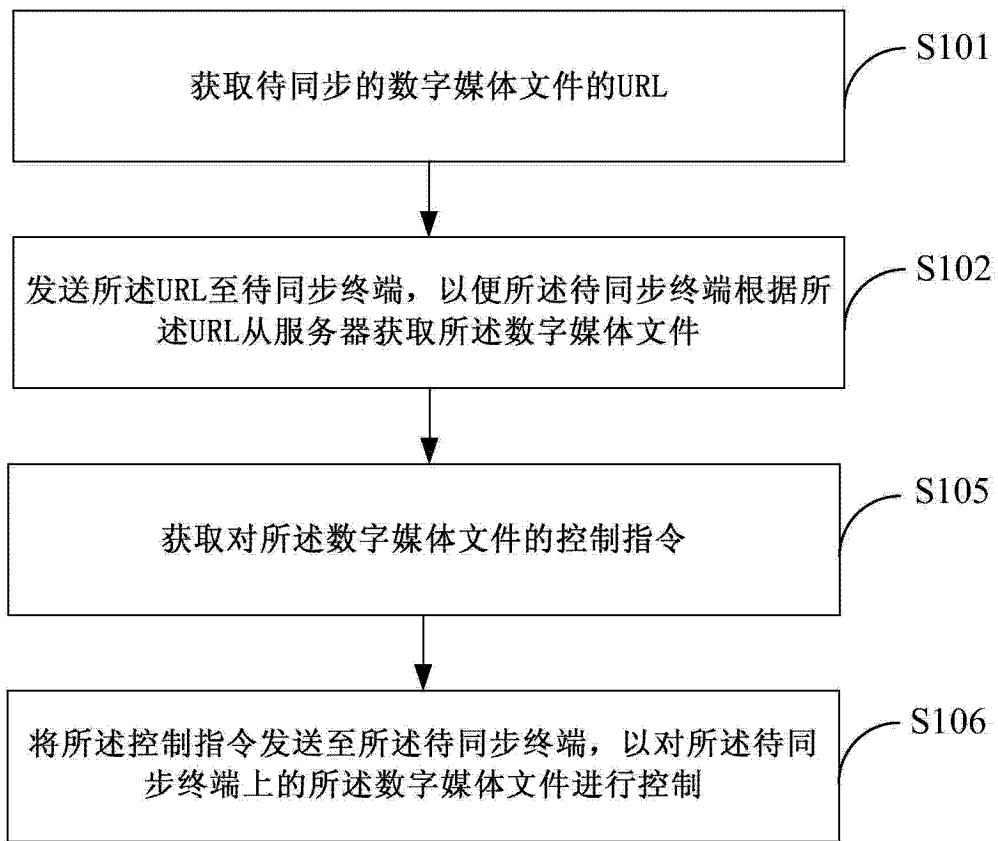 获取待同步的数字媒体文件的URL
S101
发送所述URL至待同步终端，以便所述待同步终端根据所
述URL从服务器获取所述数字媒体文件
S102
获取对所述数字媒体文件的控制指令
S105
将所述控制指令发送至所述待同步终端，以对所述待同
步终端上的所述数字媒体文件进行控制
S106